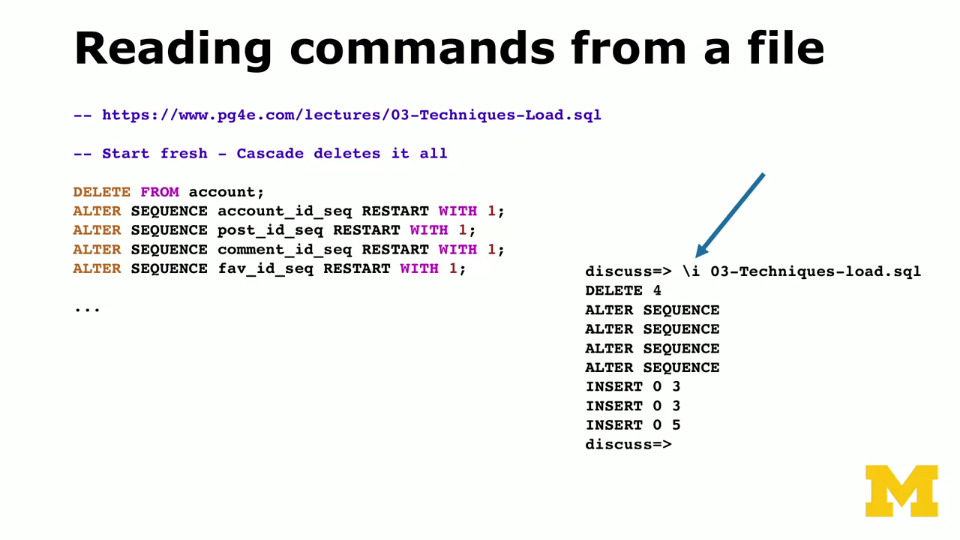 Reading commands from a file
-- https://www.pg4e.com/lectures/03-Techniques-Load.sql
-- Start fresh - Cascade deletes it all
DELETE FROM account;
ALTER SEQUENCE account_id_seq RESTART WITH 1;
ALTER SEQUENCE post_id_seq RESTART WITH 1;
ALTER SEQUENCE comment_id_seq RESTART WITH 1;
ALTER SEQUENCE fav_id_seq RESTART WITH 1;
...
discuss=> \i 03-Techniques-load.sql
DELETE 4
ALTER SEQUENCE
ALTER SEQUENCE
ALTER SEQUENCE
ALTER SEQUENCE
INSERT 0 3
INSERT 0 3
INSERT 0 5
discuss=>
M